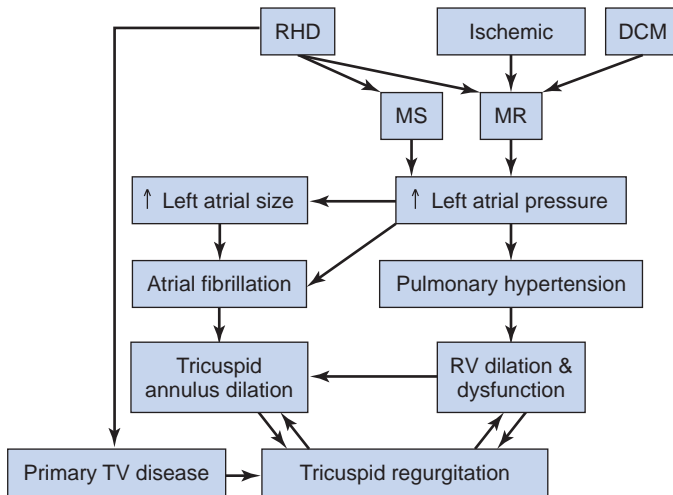 RHD
Ischemic
DCM
MS
MR
↑ Left atrial size
↑ Left atrial pressure
Atrial fibrillation
Pulmonary hypertension
Tricuspid
annulus dilation
RV dilation &
dysfunction
Primary TV disease
Tricuspid regurgitation